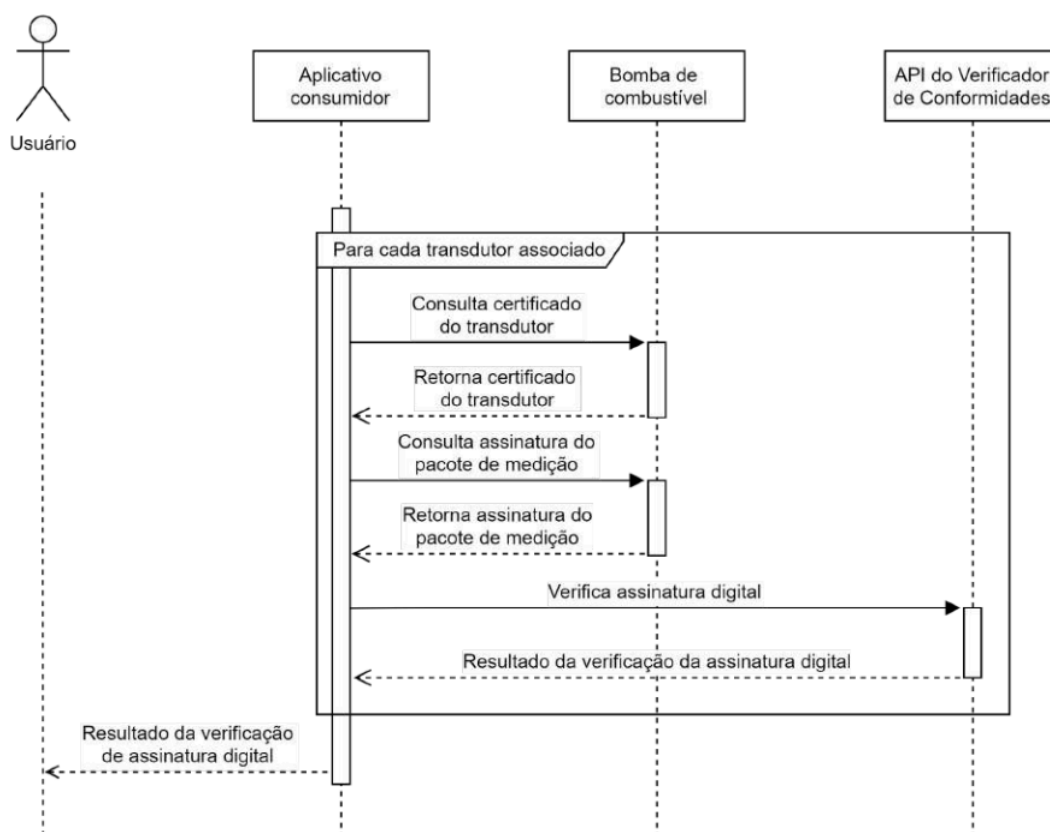 Usuário
Aplicativo
consumidor
Bomba de
combustível
API do Verificador
de Conformidades
Para cada transdutor associado
Consulta certificado
do transdutor
Retorna certificado
do transdutor
Consulta assinatura do
pacote de medição
Retorna assinatura do
pacote de medição
Verifica assinatura digital
Resultado da verificação da assinatura digital
Resultado da verificação
de assinatura digital